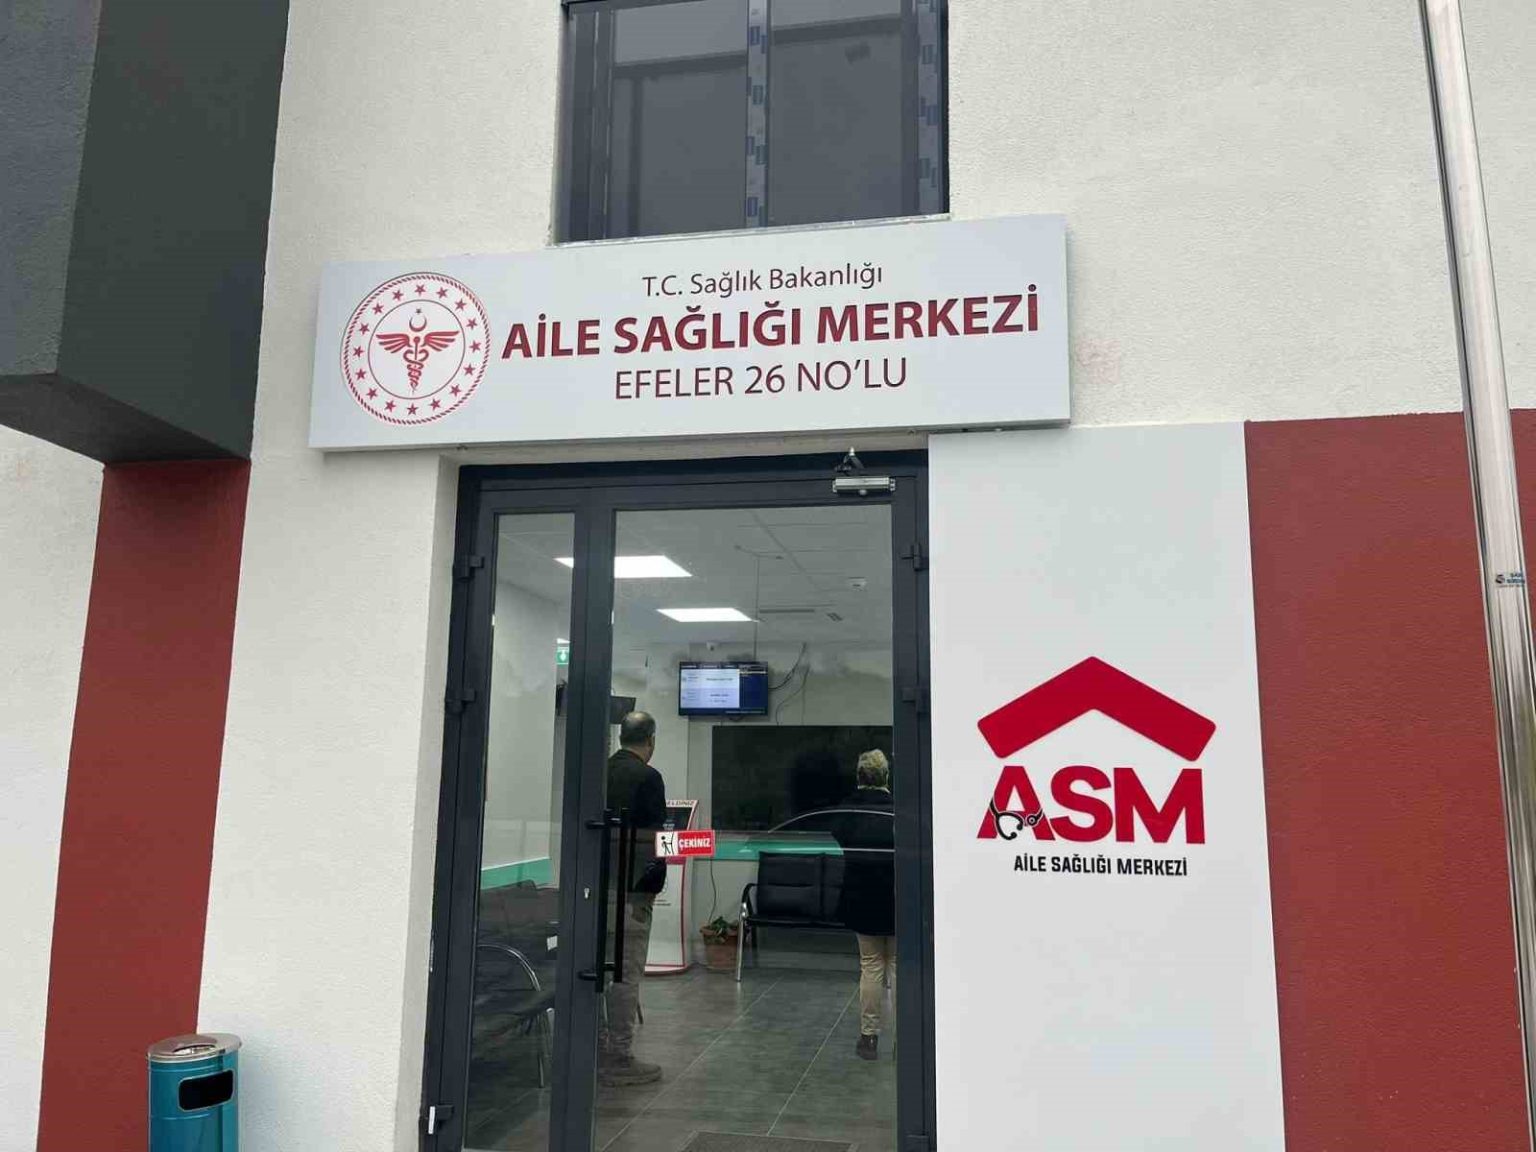 T.C. Sağlık Bakanlığı
AİLE SAĞLIĞI MERKEZİ
EFELER 26 NO'LU
ASM
AİLE SAĞLIĞI MERKEZİ
ÇEKİNİZ